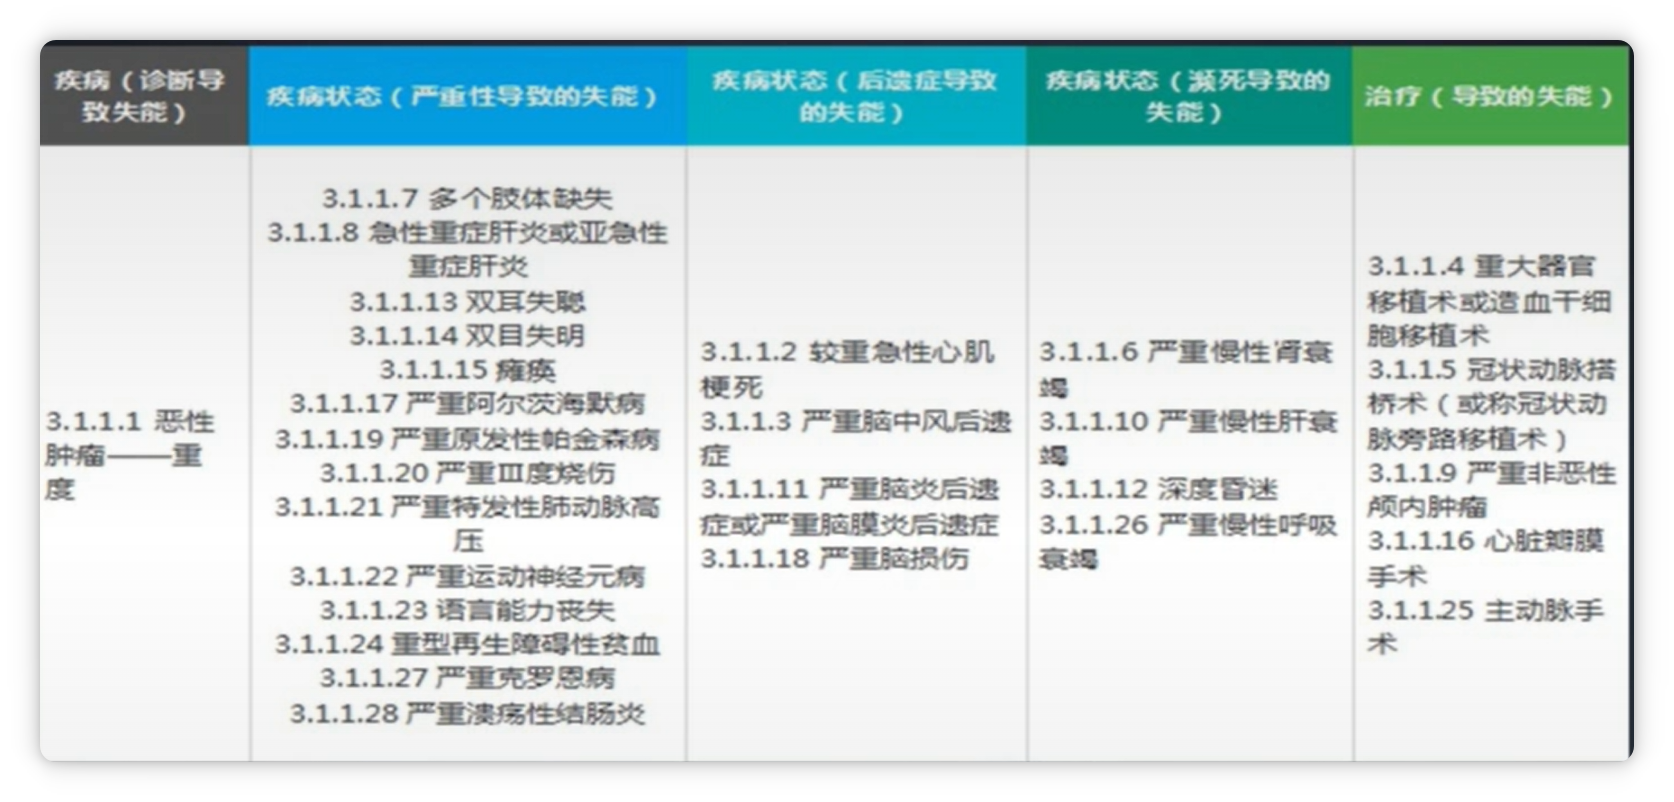 疾病（诊断导
致失能）
疾病状态（严重性导致的失能）
疾病状态（后遗症导致
的失能）
疾病状态（濒死导致的
失能）
治疗（导致的失能）
3.1.1.1 恶性
肿瘤——重
度
3.1.1.7 多个肢体缺失
3.1.1.8 急性重症肝炎或亚急性
重症肝炎
3.1.1.13 双耳失聪
3.1.1.14 双目失明
3.1.1.15 瘫痪
3.1.1.17 严重阿尔茨海默病
3.1.1.19 严重原发性帕金森病
3.1.1.20 严重Ⅲ度烧伤
3.1.1.21 严重特发性肺动脉高
压
3.1.1.22 严重运动神经元病
3.1.1.23 语言能力丧失
3.1.1.24 重型再生障碍性贫血
3.1.1.27 严重克罗恩病
3.1.1.28 严重溃疡性结肠炎
3.1.1.2 较重急性心肌
梗死
3.1.1.3 严重脑中风后遗
症
3.1.1.11 严重脑炎后遗
症或严重脑膜炎后遗症
3.1.1.18 严重脑损伤
3.1.1.6 严重慢性肾衰
竭
3.1.1.10 严重慢性肝衰
竭
3.1.1.12 深度昏迷
3.1.1.26 严重慢性呼吸
衰竭
3.1.1.4 重大器官
移植术或造血干细
胞移植术
3.1.1.5 冠状动脉搭
桥术（或称冠状动
脉旁路移植术）
3.1.1.9 严重非恶性
颅内肿瘤
3.1.1.16 心脏瓣膜
手术
3.1.1.25 主动脉手
术